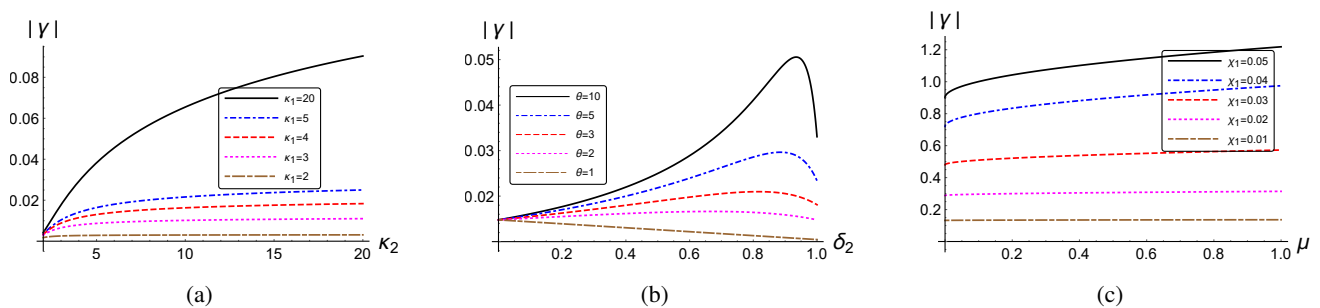 |γ|
0.08
0.06
0.04
0.02
5
10
15
20
κ₂
κ₁=20
κ₁=5
κ₁=4
κ₁=3
κ₁=2
(a)
|γ|
0.05
0.04
0.03
0.02
0.2
0.4
0.6
0.8
1.0
δ₂
θ=10
θ=5
θ=3
θ=2
θ=1
(b)
|γ|
1.2
1.0
0.8
0.6
0.4
0.2
0.2
0.4
0.6
0.8
1.0
μ
χ₁=0.05
χ₁=0.04
χ₁=0.03
χ₁=0.02
χ₁=0.01
(c)